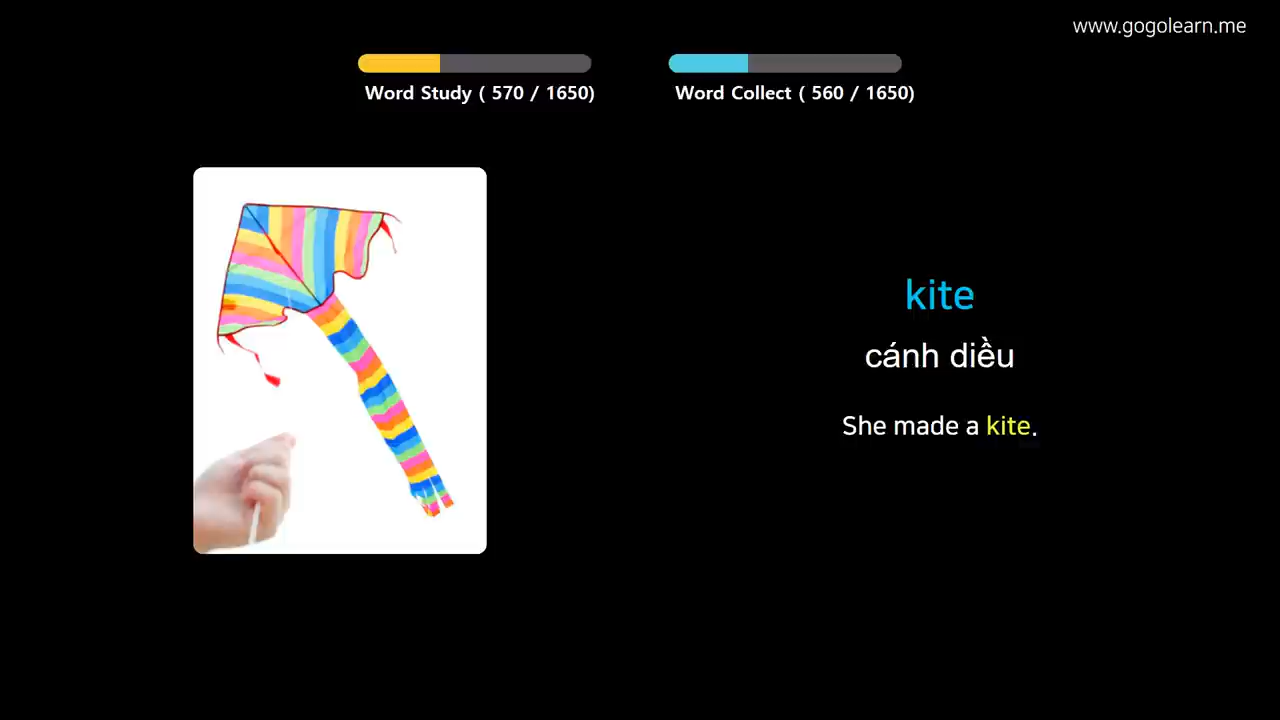 www.gogolearn.me
Word Study ( 570 / 1650)
Word Collect ( 560 / 1650)
kite
cánh diều
She made a kite.